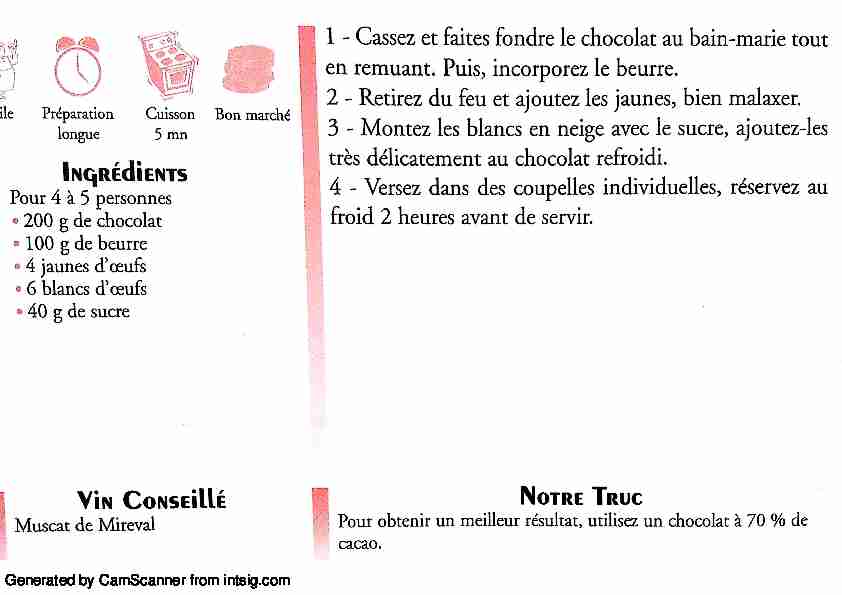 ile
Préparation
longue
Cuisson
5 mn
Bon marché
Ingrédients
Pour 4 à 5 personnes
• 200 g de chocolat
• 100 g de beurre
• 4 jaunes d'œufs
• 6 blancs d'œufs
• 40 g de sucre
1 - Cassez et faites fondre le chocolat au bain-marie tout
en remuant. Puis, incorporez le beurre.
2 - Retirez du feu et ajoutez les jaunes, bien malaxer.
3 - Montez les blancs en neige avec le sucre, ajoutez-les
très délicatement au chocolat refroidi.
4 - Versez dans des coupelles individuelles, réservez au
froid 2 heures avant de servir.
Vin Conseillé
Muscat de Mireval
Notre Truc
Pour obtenir un meilleur résultat, utilisez un chocolat à 70 % de
cacao.
Generated by CamScanner from intsig.com